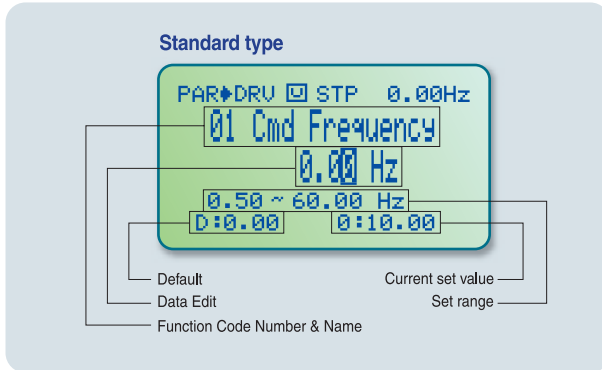 Standard type
PAR➧DRV U STP 0.00Hz
01 Cmd Frequency
0.00 Hz
0.50 ~ 60.00 Hz
D:0.00 0:10.00
Default Current set value
Data Edit Set range
Function Code Number & Name